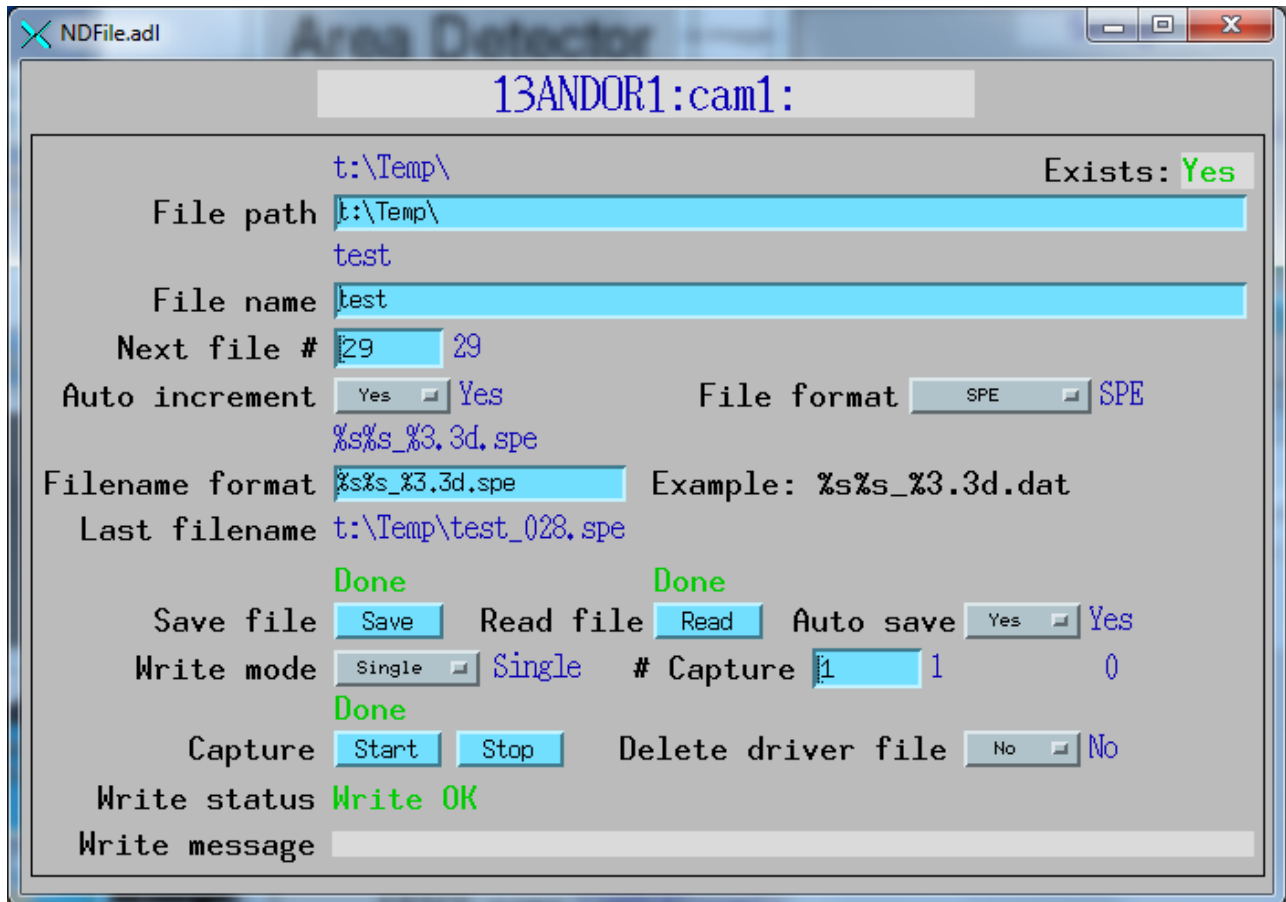 NDFile.adl
Area Detector
13ANDOR1:cam1:
t:\Temp\ Exists: Yes
File path t:\Temp\
test
File name test
Next file # 29 29
Auto increment Yes Yes File format SPE SPE
%s%s_%3.3d.spe
Filename format %s%s_%3.3d.spe Example: %s%s_%3.3d.dat
Last filename t:\Temp\test_028.spe
Done Done
Save file Save Read file Read Auto save Yes Yes
Write mode Single Single # Capture 1 1 0
Done
Capture Start Stop Delete driver file No No
Write status Write OK
Write message